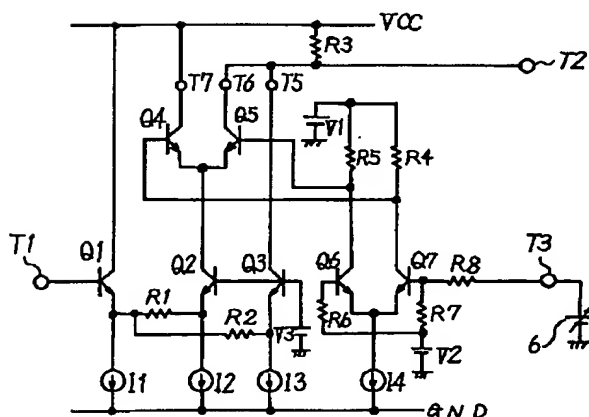 VCC
R3
T2
T7
T6
T5
Q4
Q5
V1
R5
R4
T1
Q1
Q2
Q3
Q6
Q7
R8
T3
R1
R2
V3
R6
R7
V2
6
I1
I2
I3
I4
GND